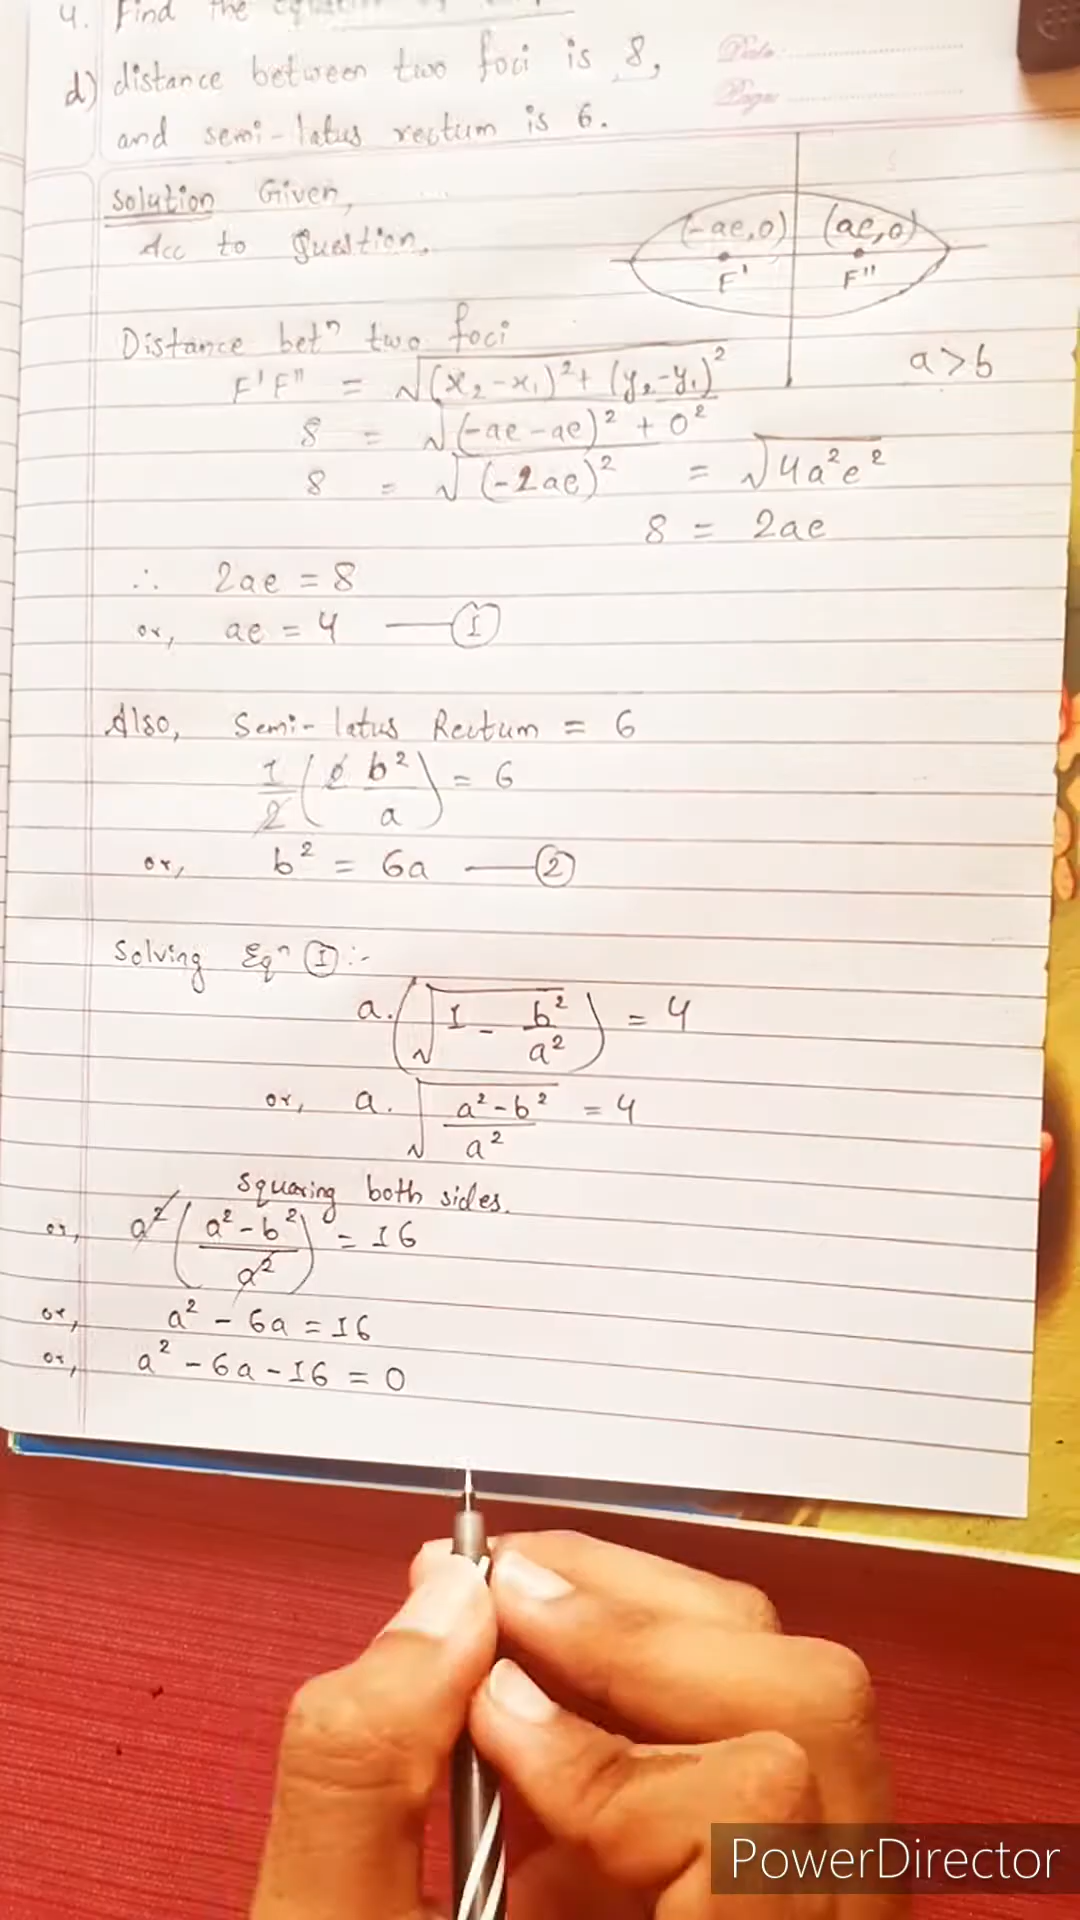 4. Find the
d) distance between two foci is 8,
and semi-latus rectum is 6.
Date
Page
Solution Given,
Acc to Question,
(-ae,0) (ae,0)
F' F"
a>b
Distance betⁿ two foci
F'F" = √(x₂-x₁)²+(y₂-y₁)²
8 = √(-ae-ae)² + 0²
8 = √(-2ae)² = √4a²e²
8 = 2ae
∴ 2ae = 8
or, ae = 4 —— ①
Also, Semi-latus Rectum = 6
1/2 (2 b²/a) = 6
or, b² = 6a —— ②
Solving Eqⁿ ① :-
a.(√1 - b²/a²) = 4
or, a. √a²-b²/a² = 4
squaring both sides.
or, a² (a²-b²/a²) = 16
or, a² - 6a = 16
or, a² - 6a - 16 = 0
PowerDirector